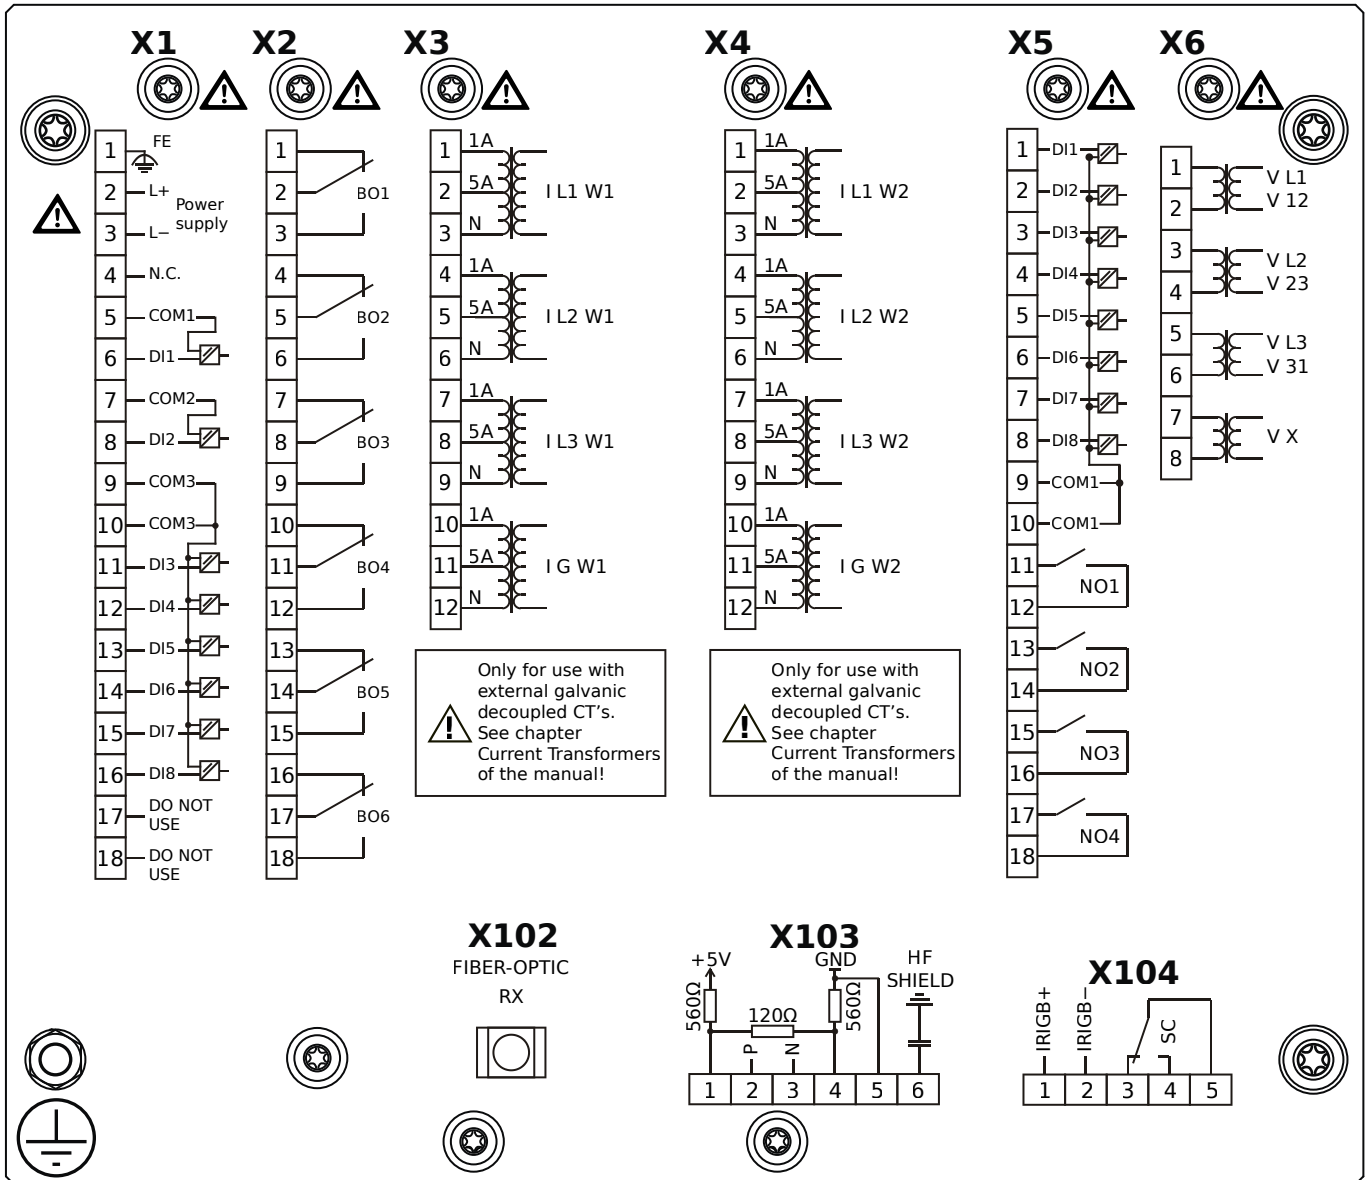 X1
1
FE
2
L+
Power
supply
3
L−
4
N.C.
5
COM1
6
DI1
7
COM2
8
DI2
9
COM3
10
COM3
11
DI3
12
DI4
13
DI5
14
DI6
15
DI7
16
DI8
17
DO NOT
USE
18
DO NOT
USE
X2
1
2
BO1
3
4
5
BO2
6
7
8
BO3
9
10
11
BO4
12
13
14
BO5
15
16
17
BO6
18
X3
1
1A
2
5A
I L1 W1
3
N
4
1A
5
5A
I L2 W1
6
N
7
1A
8
5A
I L3 W1
9
N
10
1A
11
5A
I G W1
12
N
Only for use with
external galvanic
decoupled CT's.
See chapter
Current Transformers
of the manual!
X4
1
1A
2
5A
I L1 W2
3
N
4
1A
5
5A
I L2 W2
6
N
7
1A
8
5A
I L3 W2
9
N
10
1A
11
5A
I G W2
12
N
Only for use with
external galvanic
decoupled CT's.
See chapter
Current Transformers
of the manual!
X5
1
DI1
2
DI2
3
DI3
4
DI4
5
DI5
6
DI6
7
DI7
8
DI8
9
COM1
10
COM1
11
NO1
12
13
NO2
14
15
NO3
16
17
NO4
18
X6
1
V L1
2
V 12
3
V L2
4
V 23
5
V L3
6
V 31
7
V X
8
X102
FIBER-OPTIC
RX
X103
+5V
GND
HF
SHIELD
560Ω
120Ω
560Ω
P
N
1 2 3 4 5 6
X104
IRIGB+
IRIGB−
SC
1 2 3 4 5